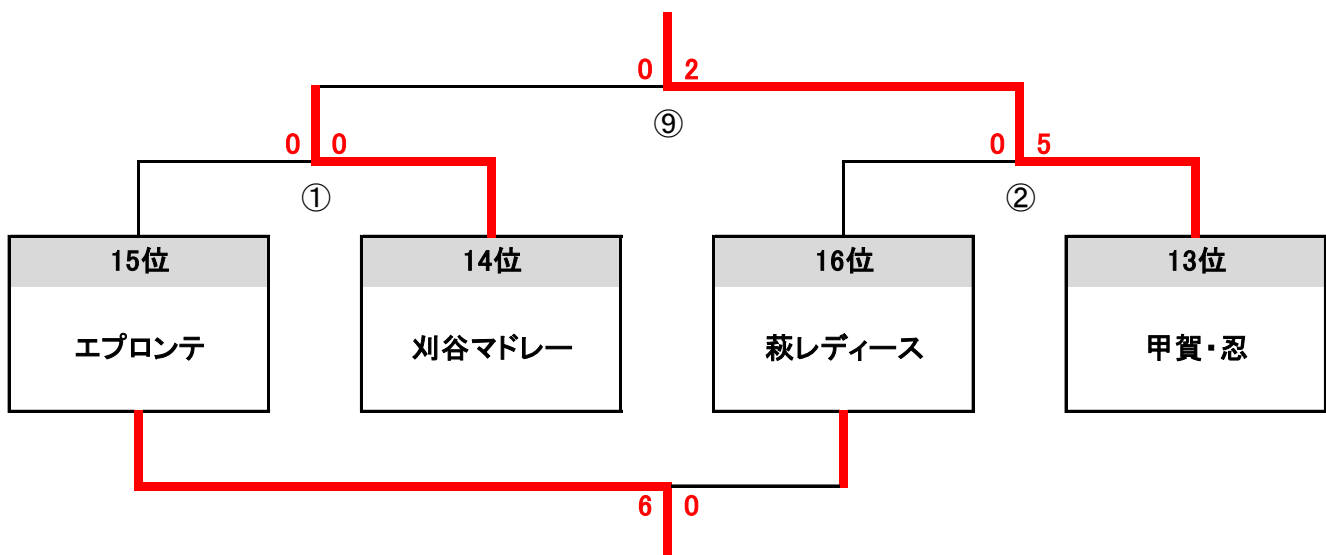 0 2
⑨
0 0
0 5
①
②
15位
14位
16位
13位
エプロンテ
刈谷マドレー
萩レディース
甲賀・忍
6 0